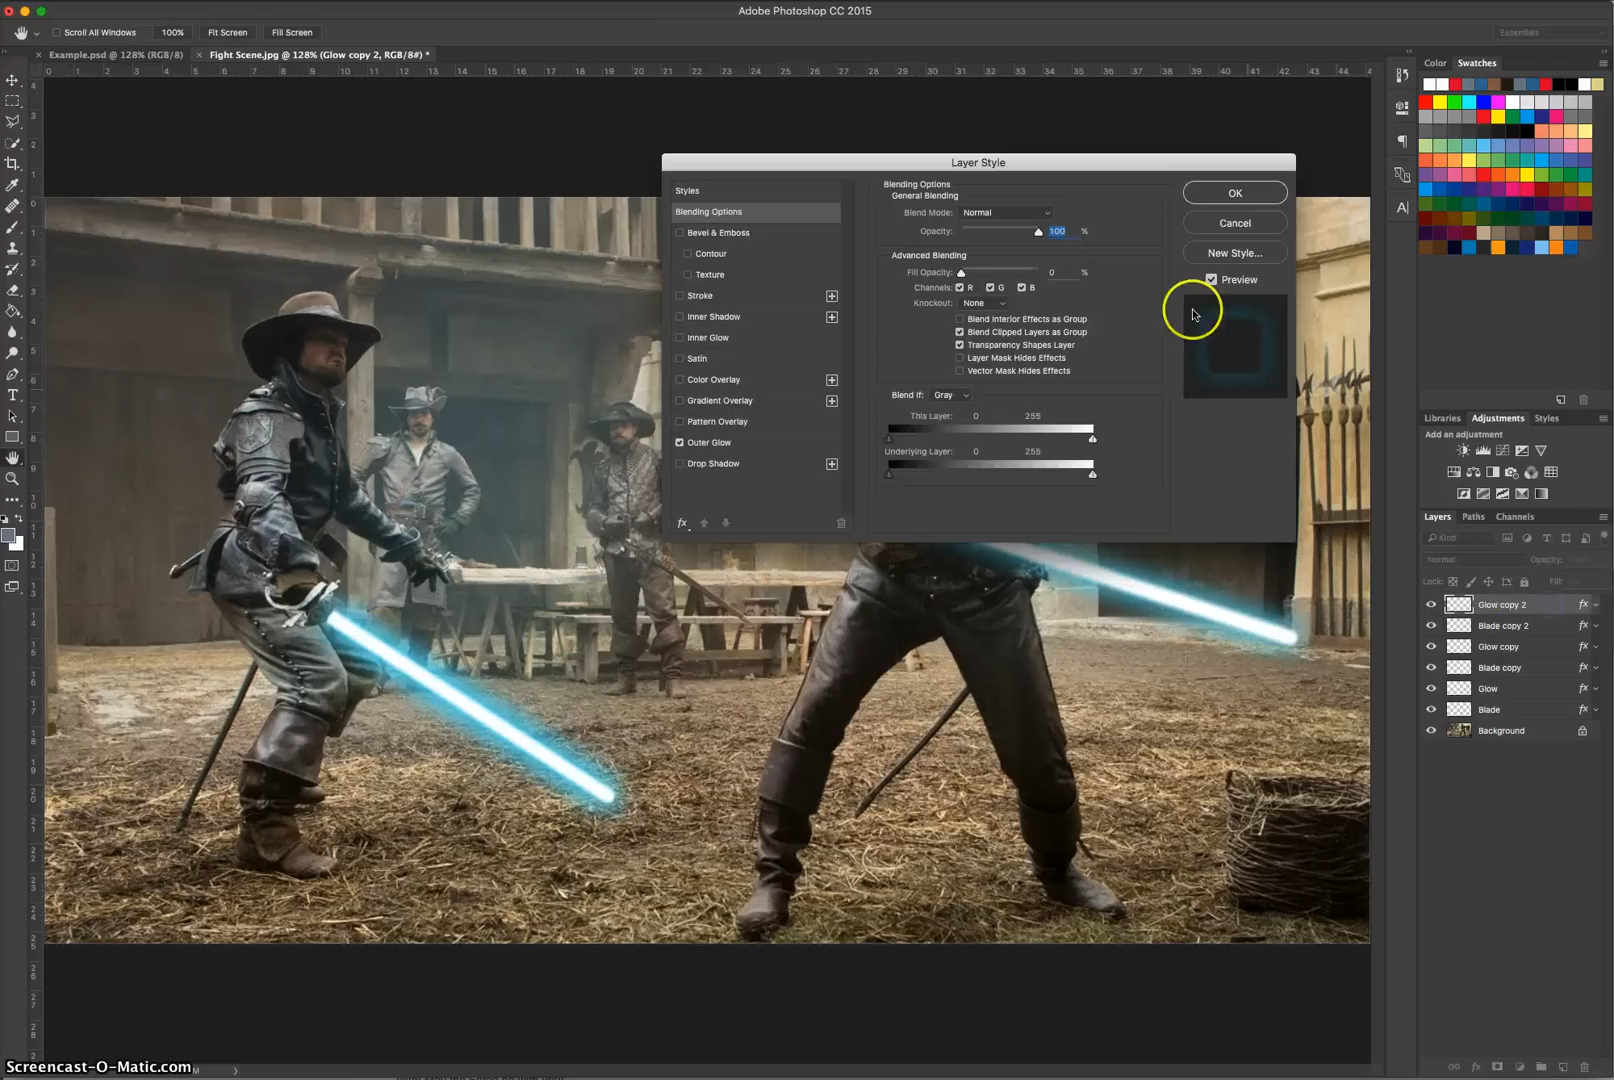 Adobe Photoshop CC 2015
Scroll All Windows 100% Fit Screen Fill Screen Essentials
× Example.psd @ 128% (RGB/8) × Fight Scene.jpg @ 128% (Glow copy 2, RGB/8#) *
Color Swatches
Layer Style
Styles
Blending Options
Bevel & Emboss
Contour
Texture
Stroke
Inner Shadow
Inner Glow
Satin
Color Overlay
Gradient Overlay
Pattern Overlay
Outer Glow
Drop Shadow
fx
Blending Options
General Blending
Blend Mode: Normal
Opacity: 100 %
Advanced Blending
Fill Opacity: 0 %
Channels: R G B
Knockout: None
Blend Interior Effects as Group
Blend Clipped Layers as Group
Transparency Shapes Layer
Layer Mask Hides Effects
Vector Mask Hides Effects
Blend If: Gray
This Layer: 0 255
Underlying Layer: 0 255
OK
Cancel
New Style...
Preview
Libraries Adjustments Styles
Add an adjustment
Layers Paths Channels
Kind
Normal Opacity:
Lock: Fill:
Glow copy 2 fx
Blade copy 2 fx
Glow copy fx
Blade copy fx
Glow fx
Blade fx
Background
Screencast-O-Matic.com